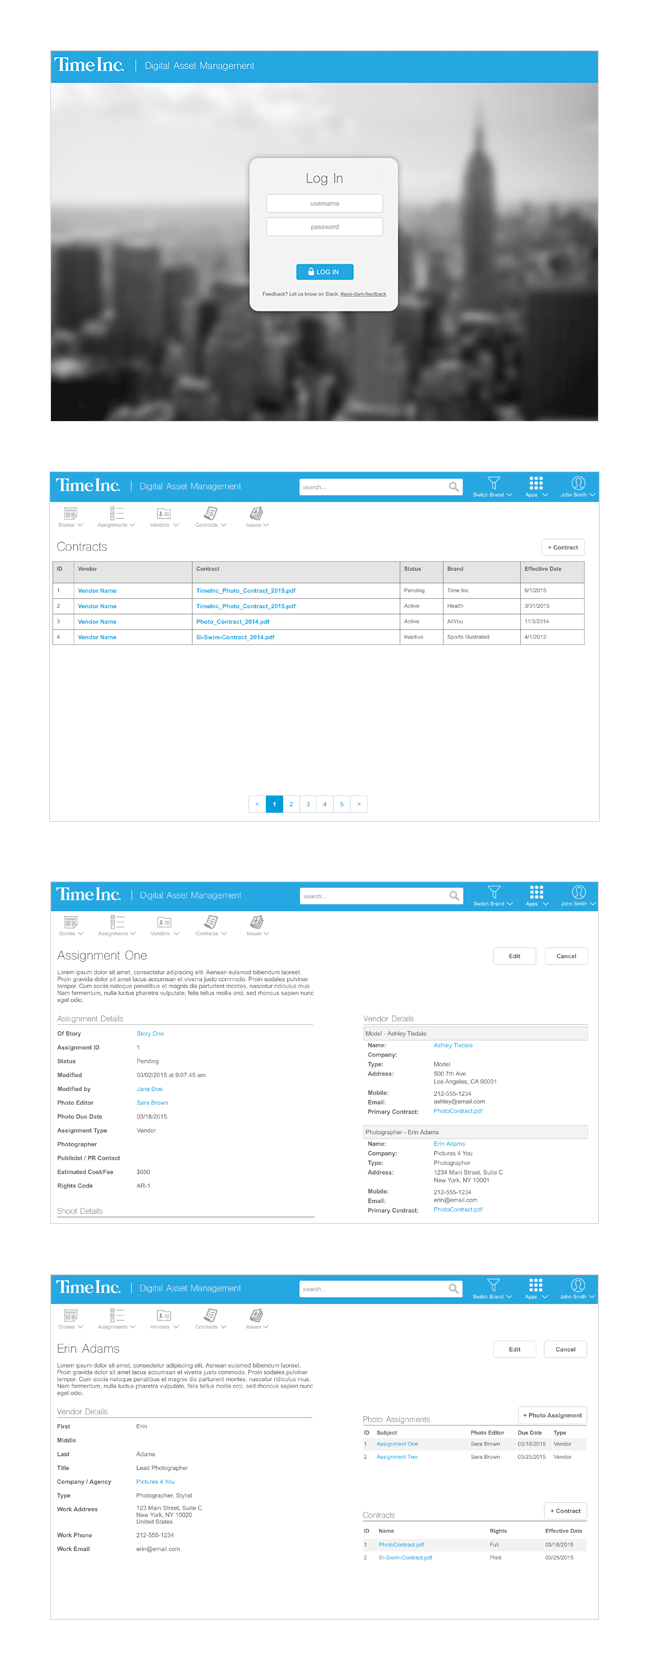 Time Inc. | Digital Asset Management
Log In
username
password
LOG IN
Feedback? Let us know on Slack: #ape-dam-feedback
Time Inc. | Digital Asset Management search... Switch Brand Apps John Smith
Stories Assignments Vendors Contracts Issues
Contracts + Contract
ID Vendor Contract Status Brand Effective Date
1 Vendor Name TimeInc_Photo_Contract_2015.pdf Pending Time Inc 6/1/2015
2 Vendor Name TimeInc_Photo_Contract_2015.pdf Active Health 3/31/2015
3 Vendor Name Photo_Contract_2014.pdf Active AllYou 11/3/2014
4 Vendor Name SI-Swim-Contract_2014.pdf Inactive Sports Illustrated 4/1/2012
< 1 2 3 4 5 >
Time Inc. | Digital Asset Management search... Switch Brand Apps John Smith
Stories Assignments Vendors Contracts Issues
Assignment One Edit Cancel
Lorem ipsum dolor sit amet, consectetur adipiscing elit. Aenean euismod bibendum laoreet.
Proin gravida dolor sit amet lacus accumsan et viverra justo commodo. Proin sodales pulvinar
tempor. Cum sociis natoque penatibus et magnis dis parturient montes, nascetur ridiculus mus.
Nam fermentum, nulla luctus pharetra vulputate, felis tellus mollis orci, sed rhoncus sapien nunc
eget odio.
Assignment Details
Of Story Story One
Assignment ID 1
Status Pending
Modified 03/02/2015 at 9:07:45 am
Modified by Jane Doe
Photo Editor Sara Brown
Photo Due Date 03/18/2015
Assignment Type Vendor
Photographer
Publicist / PR Contact
Estimated Cost/Fee $650
Rights Code AR-1
Shoot Details
Vendor Details
Model - Ashley Tisdale
Name: Ashley Tisdale
Company:
Type: Model
Address: 500 7th Ave
Los Angeles, CA 90001
Mobile: 212-555-1234
Email: ashley@email.com
Primary Contract: PhotoContract.pdf
Photographer - Erin Adams
Name: Erin Adams
Company: Pictures 4 You
Type: Photographer
Address: 1234 Main Street, Suite C
New York, NY 10001
Mobile: 212-555-1234
Email: erin@email.com
Primary Contract: PhotoContract.pdf
Time Inc. | Digital Asset Management search... Switch Brand Apps John Smith
Stories Assignments Vendors Contracts Issues
Erin Adams Edit Cancel
Lorem ipsum dolor sit amet, consectetur adipiscing elit. Aenean euismod bibendum laoreet.
Proin gravida dolor sit amet lacus accumsan et viverra justo commodo. Proin sodales pulvinar
tempor. Cum sociis natoque penatibus et magnis dis parturient montes, nascetur ridiculus mus.
Nam fermentum, nulla luctus pharetra vulputate, felis tellus mollis orci, sed rhoncus sapien nunc
eget odio.
Vendor Details
First Erin
Middle
Last Adams
Title Lead Photographer
Company / Agency Pictures 4 You
Type Photographer, Stylist
Work Address 123 Main Street, Suite C
New York, NY 10020
United States
Work Phone 212-555-1234
Work Email erin@email.com
Photo Assignments + Photo Assignment
ID Subject Photo Editor Due Date Type
1 Assignment One Sara Brown 03/18/2015 Vendor
2 Assignment Two Sara Brown 03/25/2015 Vendor
Contracts + Contract
ID Name Rights Effective Date
1 PhotoContract.pdf Full 03/18/2015
2 SI-Swim-Contract.pdf Print 03/25/2015